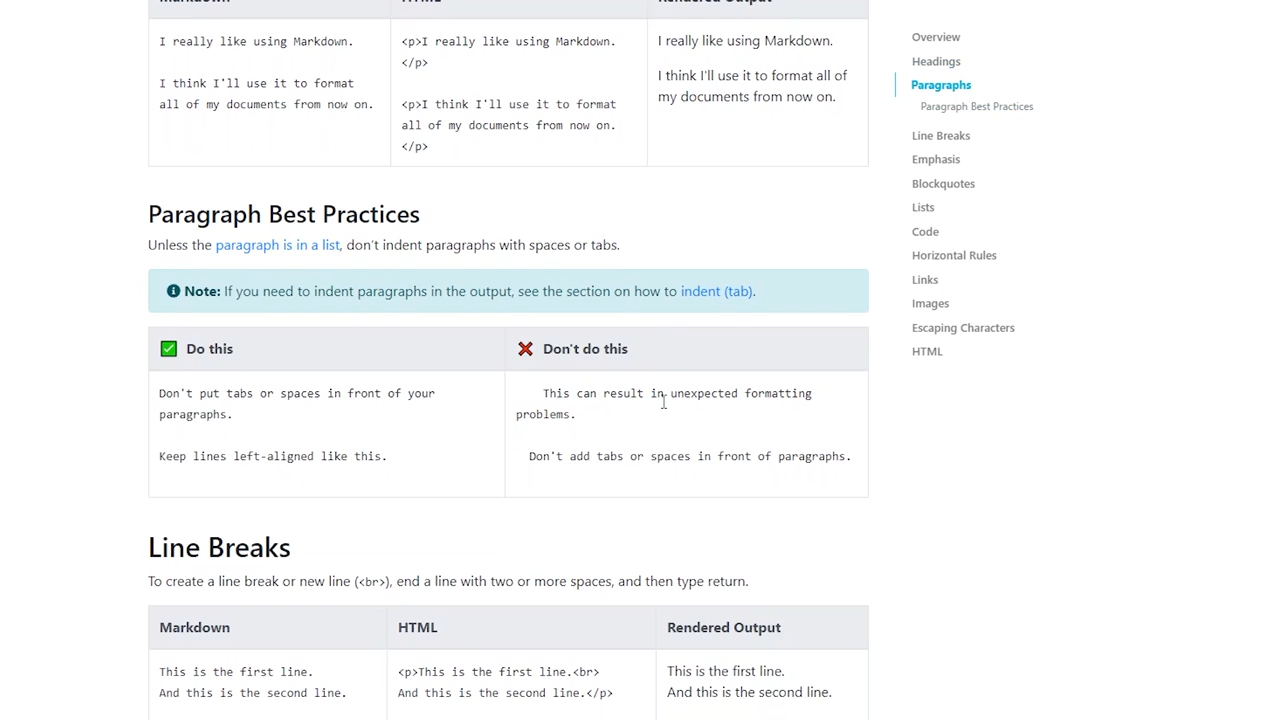 I really like using Markdown.
I think I'll use it to format
all of my documents from now on.
<p>I really like using Markdown.
</p>
<p>I think I'll use it to format
all of my documents from now on.
</p>
I really like using Markdown.
I think I'll use it to format all of
my documents from now on.
Paragraph Best Practices
Unless the paragraph is in a list, don't indent paragraphs with spaces or tabs.
Note: If you need to indent paragraphs in the output, see the section on how to indent (tab).
Do this
Don't do this
Don't put tabs or spaces in front of your
paragraphs.
Keep lines left-aligned like this.
This can result in unexpected formatting
problems.
Don't add tabs or spaces in front of paragraphs.
Line Breaks
To create a line break or new line (<br>), end a line with two or more spaces, and then type return.
Markdown
HTML
Rendered Output
This is the first line.
And this is the second line.
<p>This is the first line.<br>
And this is the second line.</p>
This is the first line.
And this is the second line.
Overview
Headings
Paragraphs
Paragraph Best Practices
Line Breaks
Emphasis
Blockquotes
Lists
Code
Horizontal Rules
Links
Images
Escaping Characters
HTML